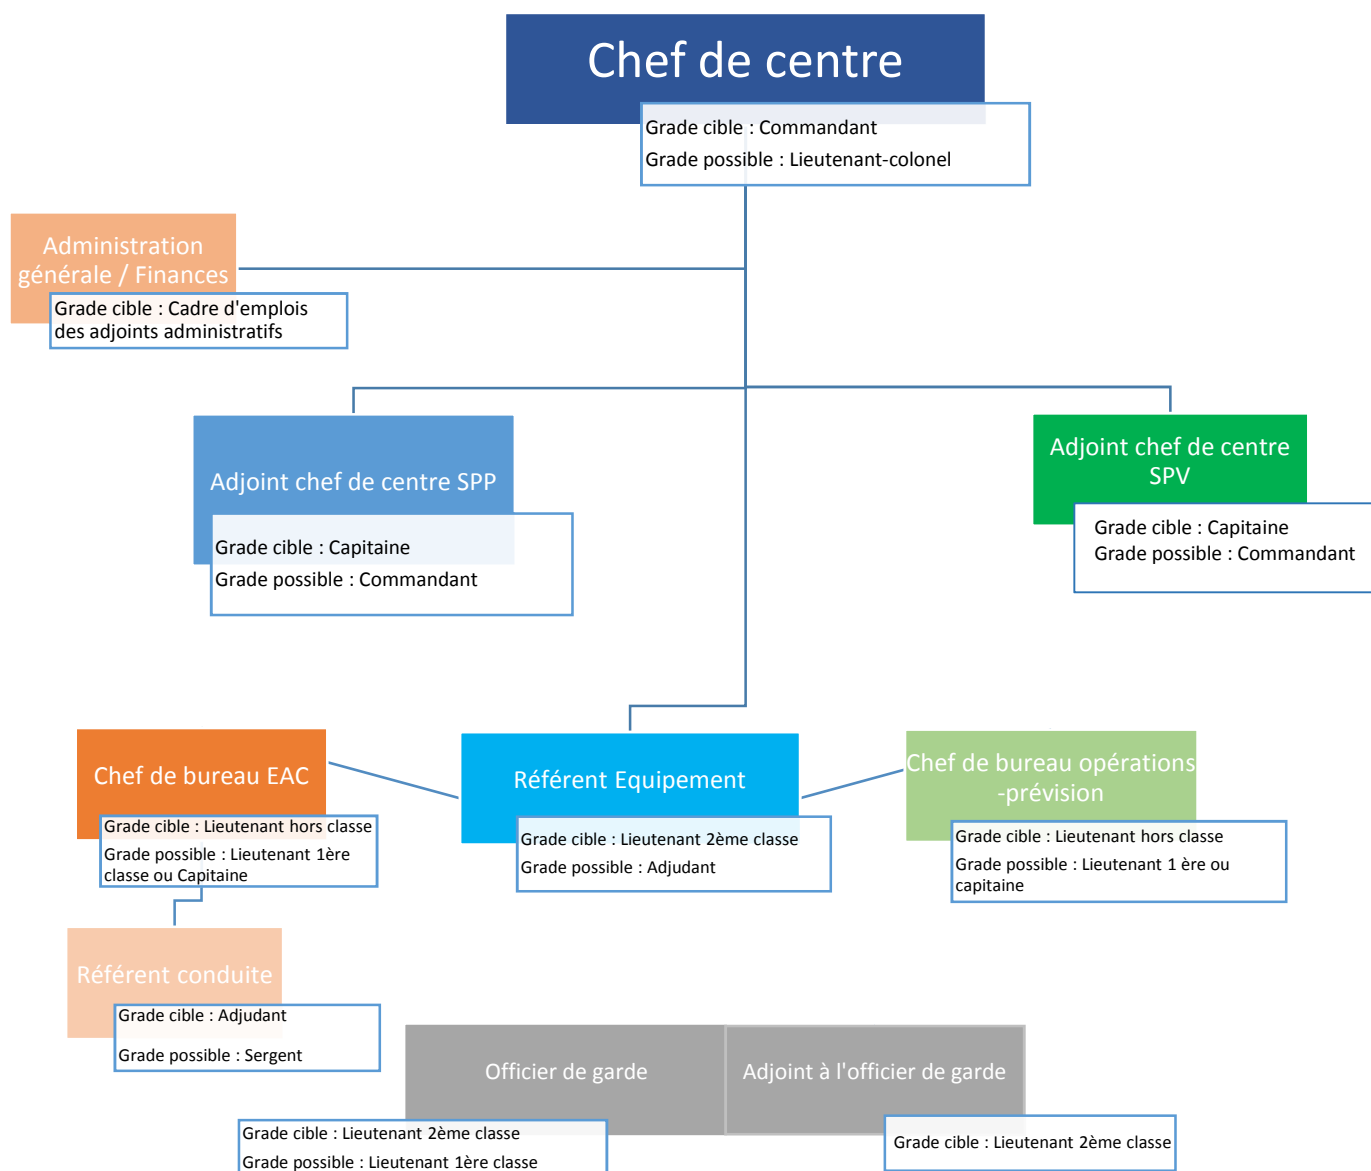 Chef de centre
Grade cible : Commandant
Grade possible : Lieutenant-colonel
Administration
générale / Finances
Grade cible : Cadre d'emplois
des adjoints administratifs
Adjoint chef de centre SPP
Grade cible : Capitaine
Grade possible : Commandant
Adjoint chef de centre
SPV
Grade cible : Capitaine
Grade possible : Commandant
Chef de bureau EAC
Grade cible : Lieutenant hors classe
Grade possible : Lieutenant 1ère
classe ou Capitaine
Référent Equipement
Grade cible : Lieutenant 2ème classe
Grade possible : Adjudant
Chef de bureau opérations
-prévision
Grade cible : Lieutenant hors classe
Grade possible : Lieutenant 1 ère ou
capitaine
Référent conduite
Grade cible : Adjudant
Grade possible : Sergent
Officier de garde
Grade cible : Lieutenant 2ème classe
Grade possible : Lieutenant 1ère classe
Adjoint à l'officier de garde
Grade cible : Lieutenant 2ème classe